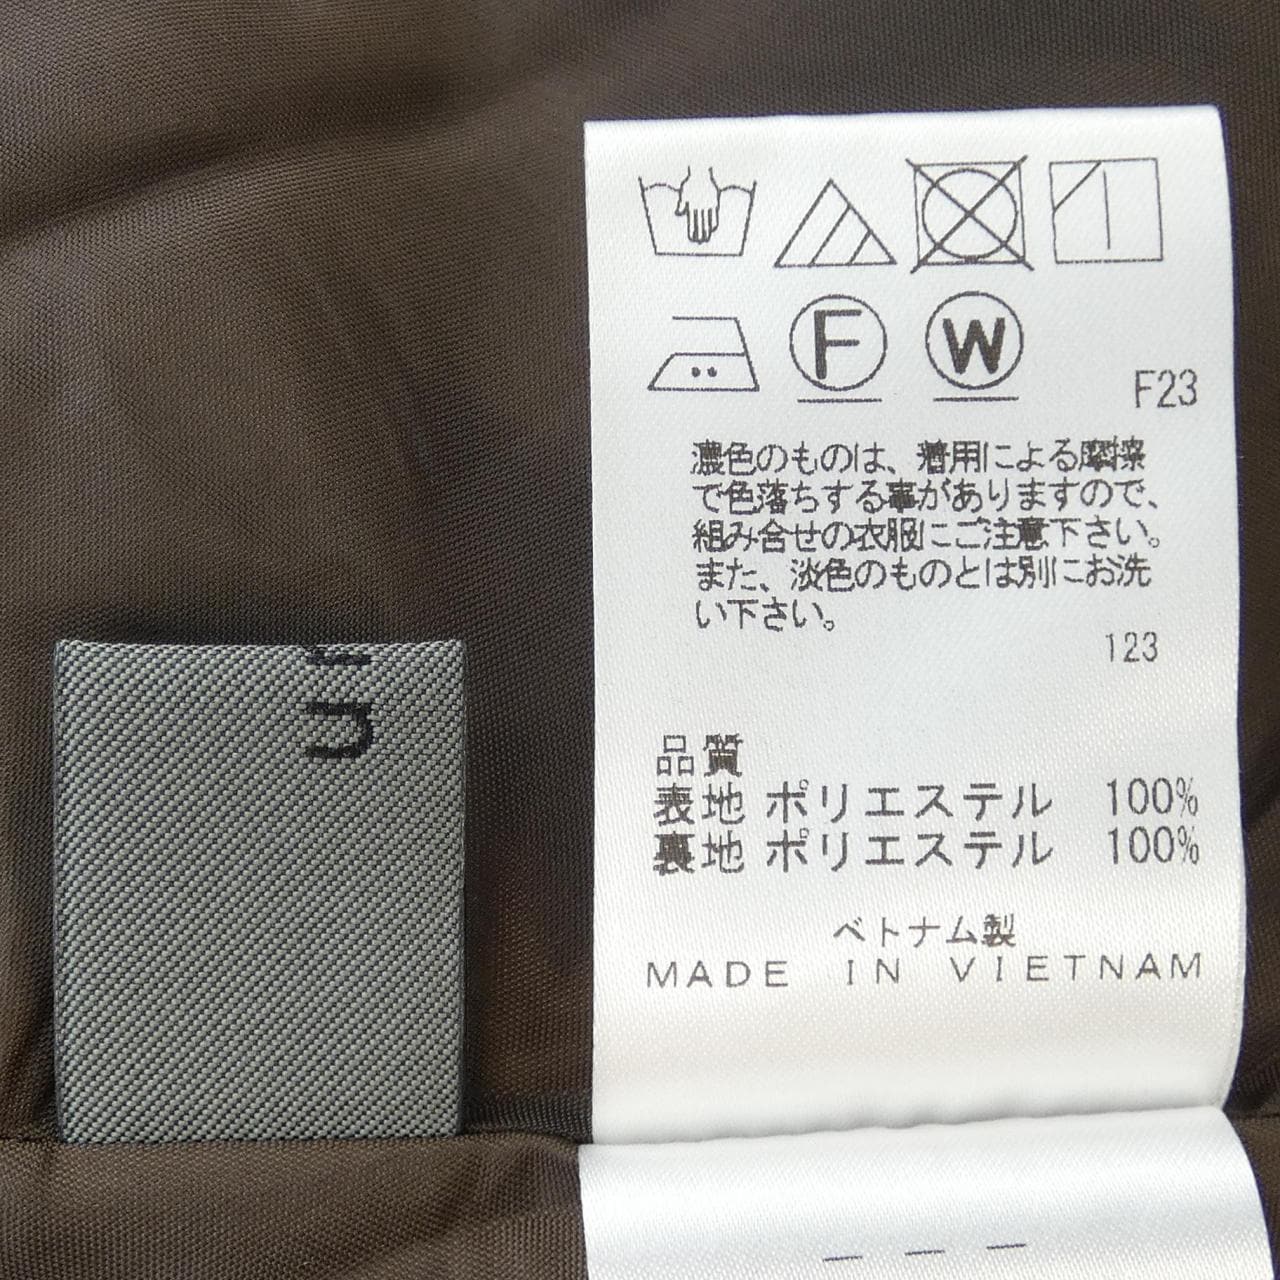 F
W
F23
濃色のものは、着用による摩擦
で色落ちする事がありますので、
組み合せの衣服にご注意下さい。
また、淡色のものとは別にお洗
い下さい。
123
品質
表地 ポリエステル 100%
裏地 ポリエステル 100%
ベトナム製
MADE IN VIETNAM